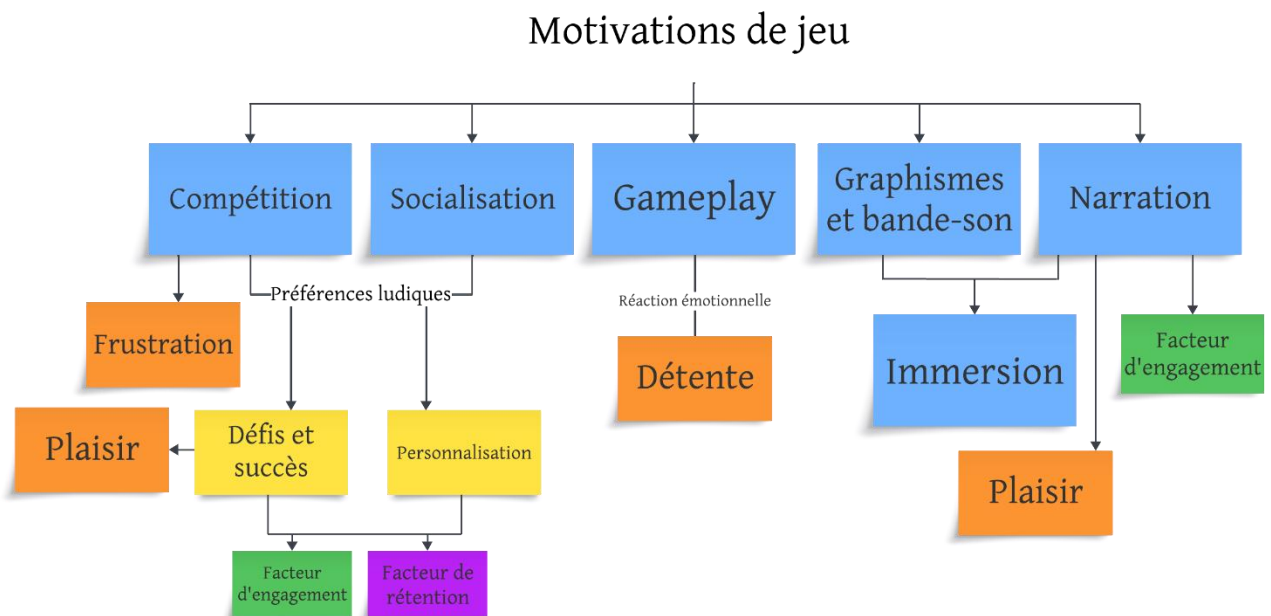 Motivations de jeu
Compétition
Socialisation
Gameplay
Graphismes
et bande-son
Narration
Préférences ludiques
Réaction émotionnelle
Frustration
Détente
Immersion
Facteur
d'engagement
Plaisir
Défis et
succès
Personnalisation
Plaisir
Facteur
d'engagement
Facteur de
rétention